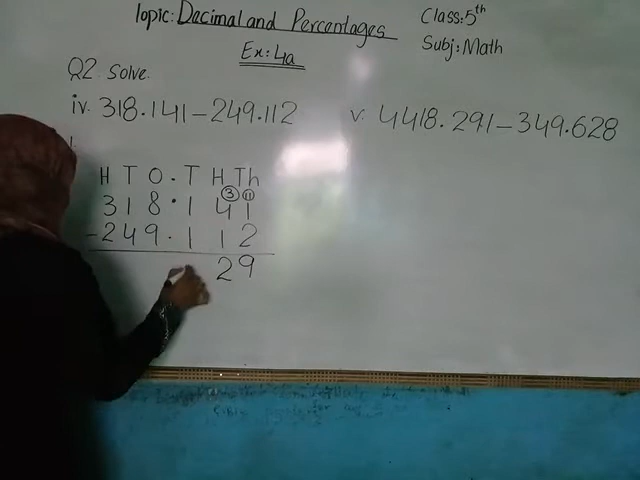 Topic: Decimal and Percentages
Class: 5th
Subj: Math
Ex: 4a
Q2 Solve.
iv. 318.141 - 249.112
v. 4418.291 - 349.628
H T O . T H Th
3 11
3 1 8 . 1 4 1
- 2 4 9 . 1 1 2
2 9